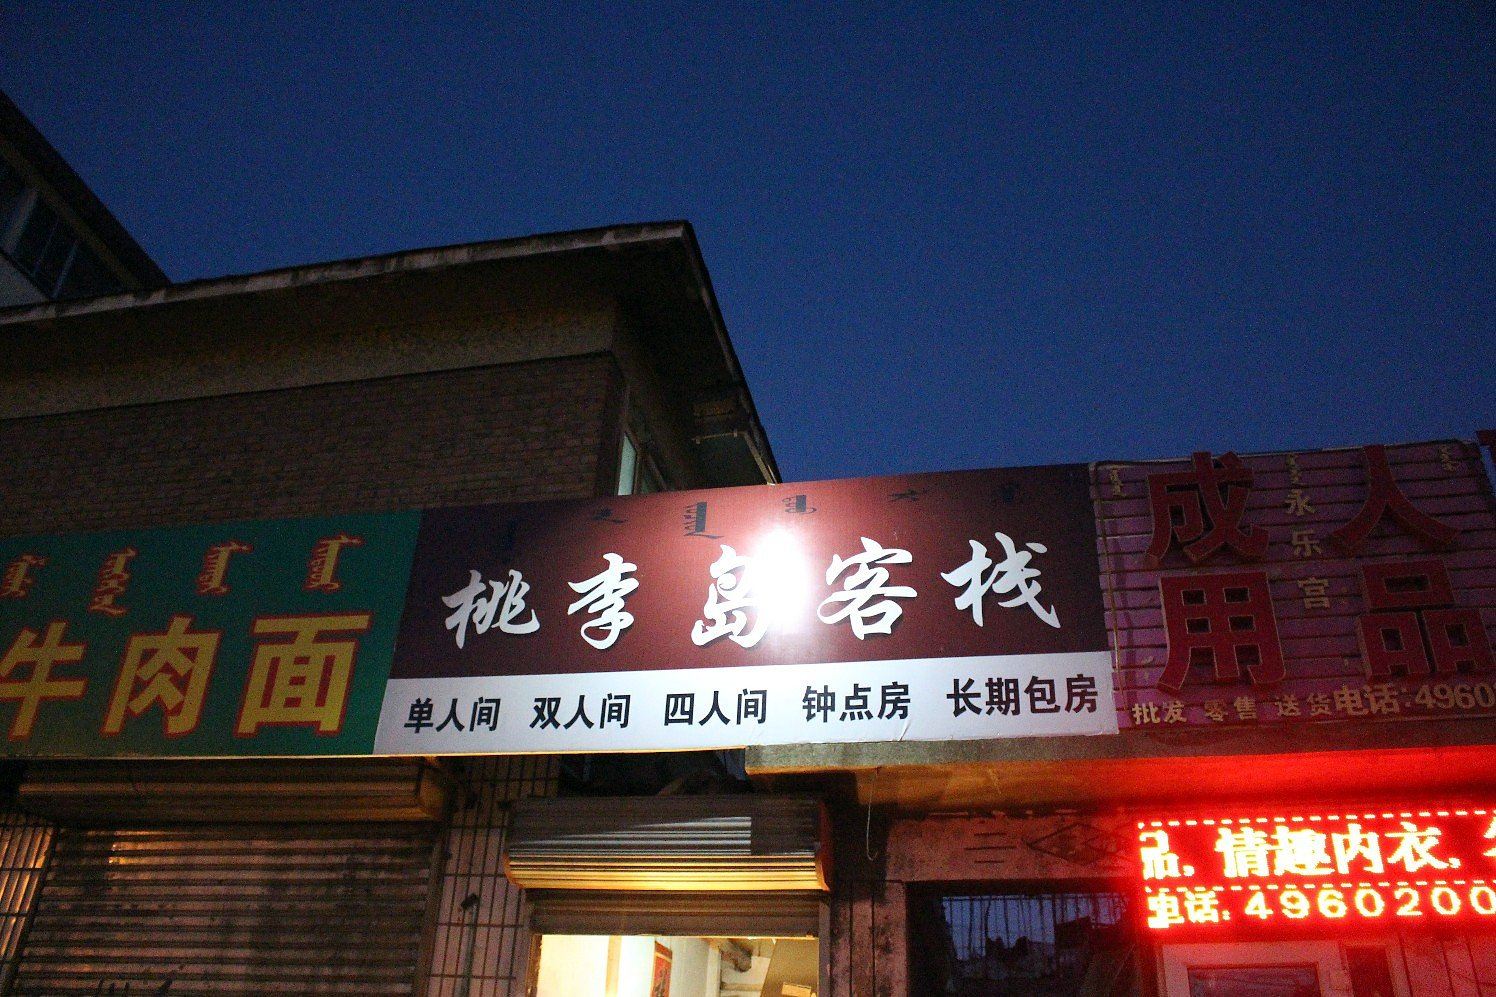 牛肉面
桃李岛客栈
单人间 双人间 四人间 钟点房 长期包房
成人
永乐宫
用品
批发 零售 送货电话:4960
品,情趣内衣,
电话:4960200